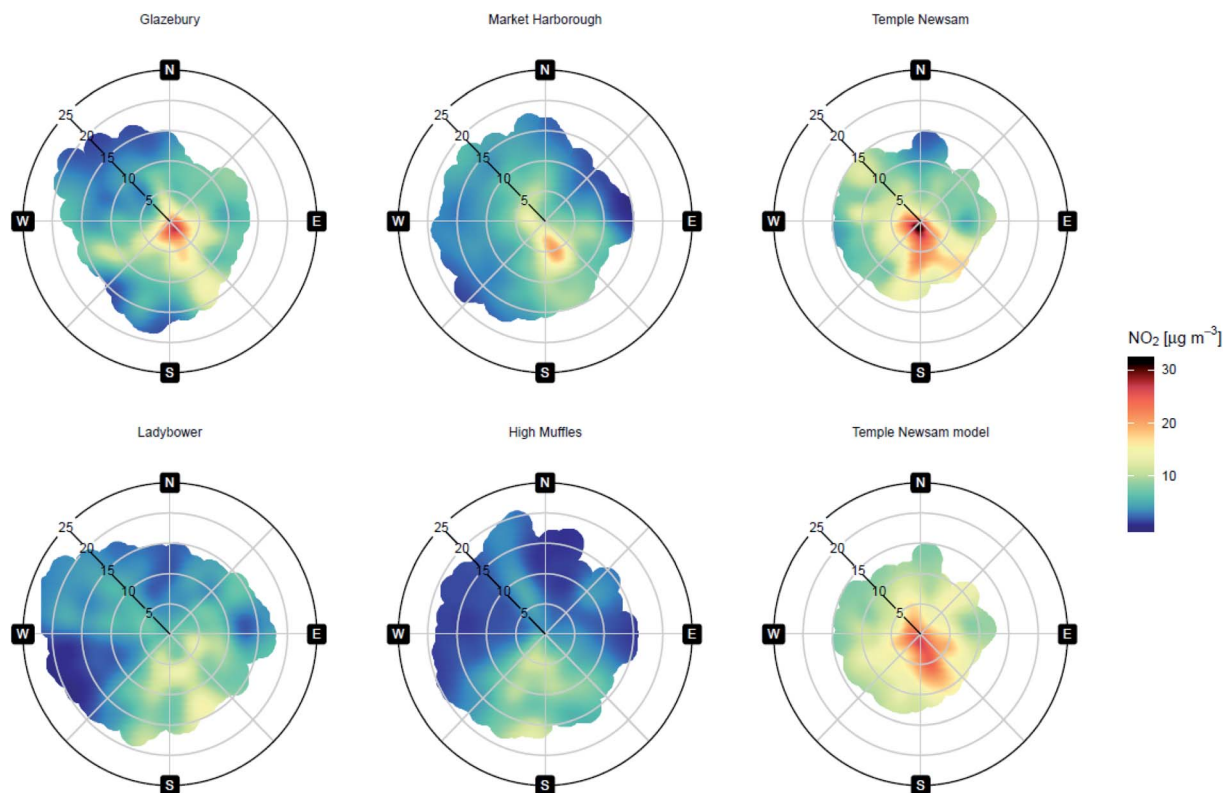 Glazebury
Market Harborough
Temple Newsam
N
N
N
25
20
15
10
5
25
20
15
10
5
25
20
15
10
5
W
E
W
E
W
E
S
S
S
NO₂ [μg m⁻³]
30
20
10
Ladybower
High Muffles
Temple Newsam model
N
N
N
25
20
15
10
5
25
20
15
10
5
25
20
15
10
5
W
E
W
E
W
E
S
S
S